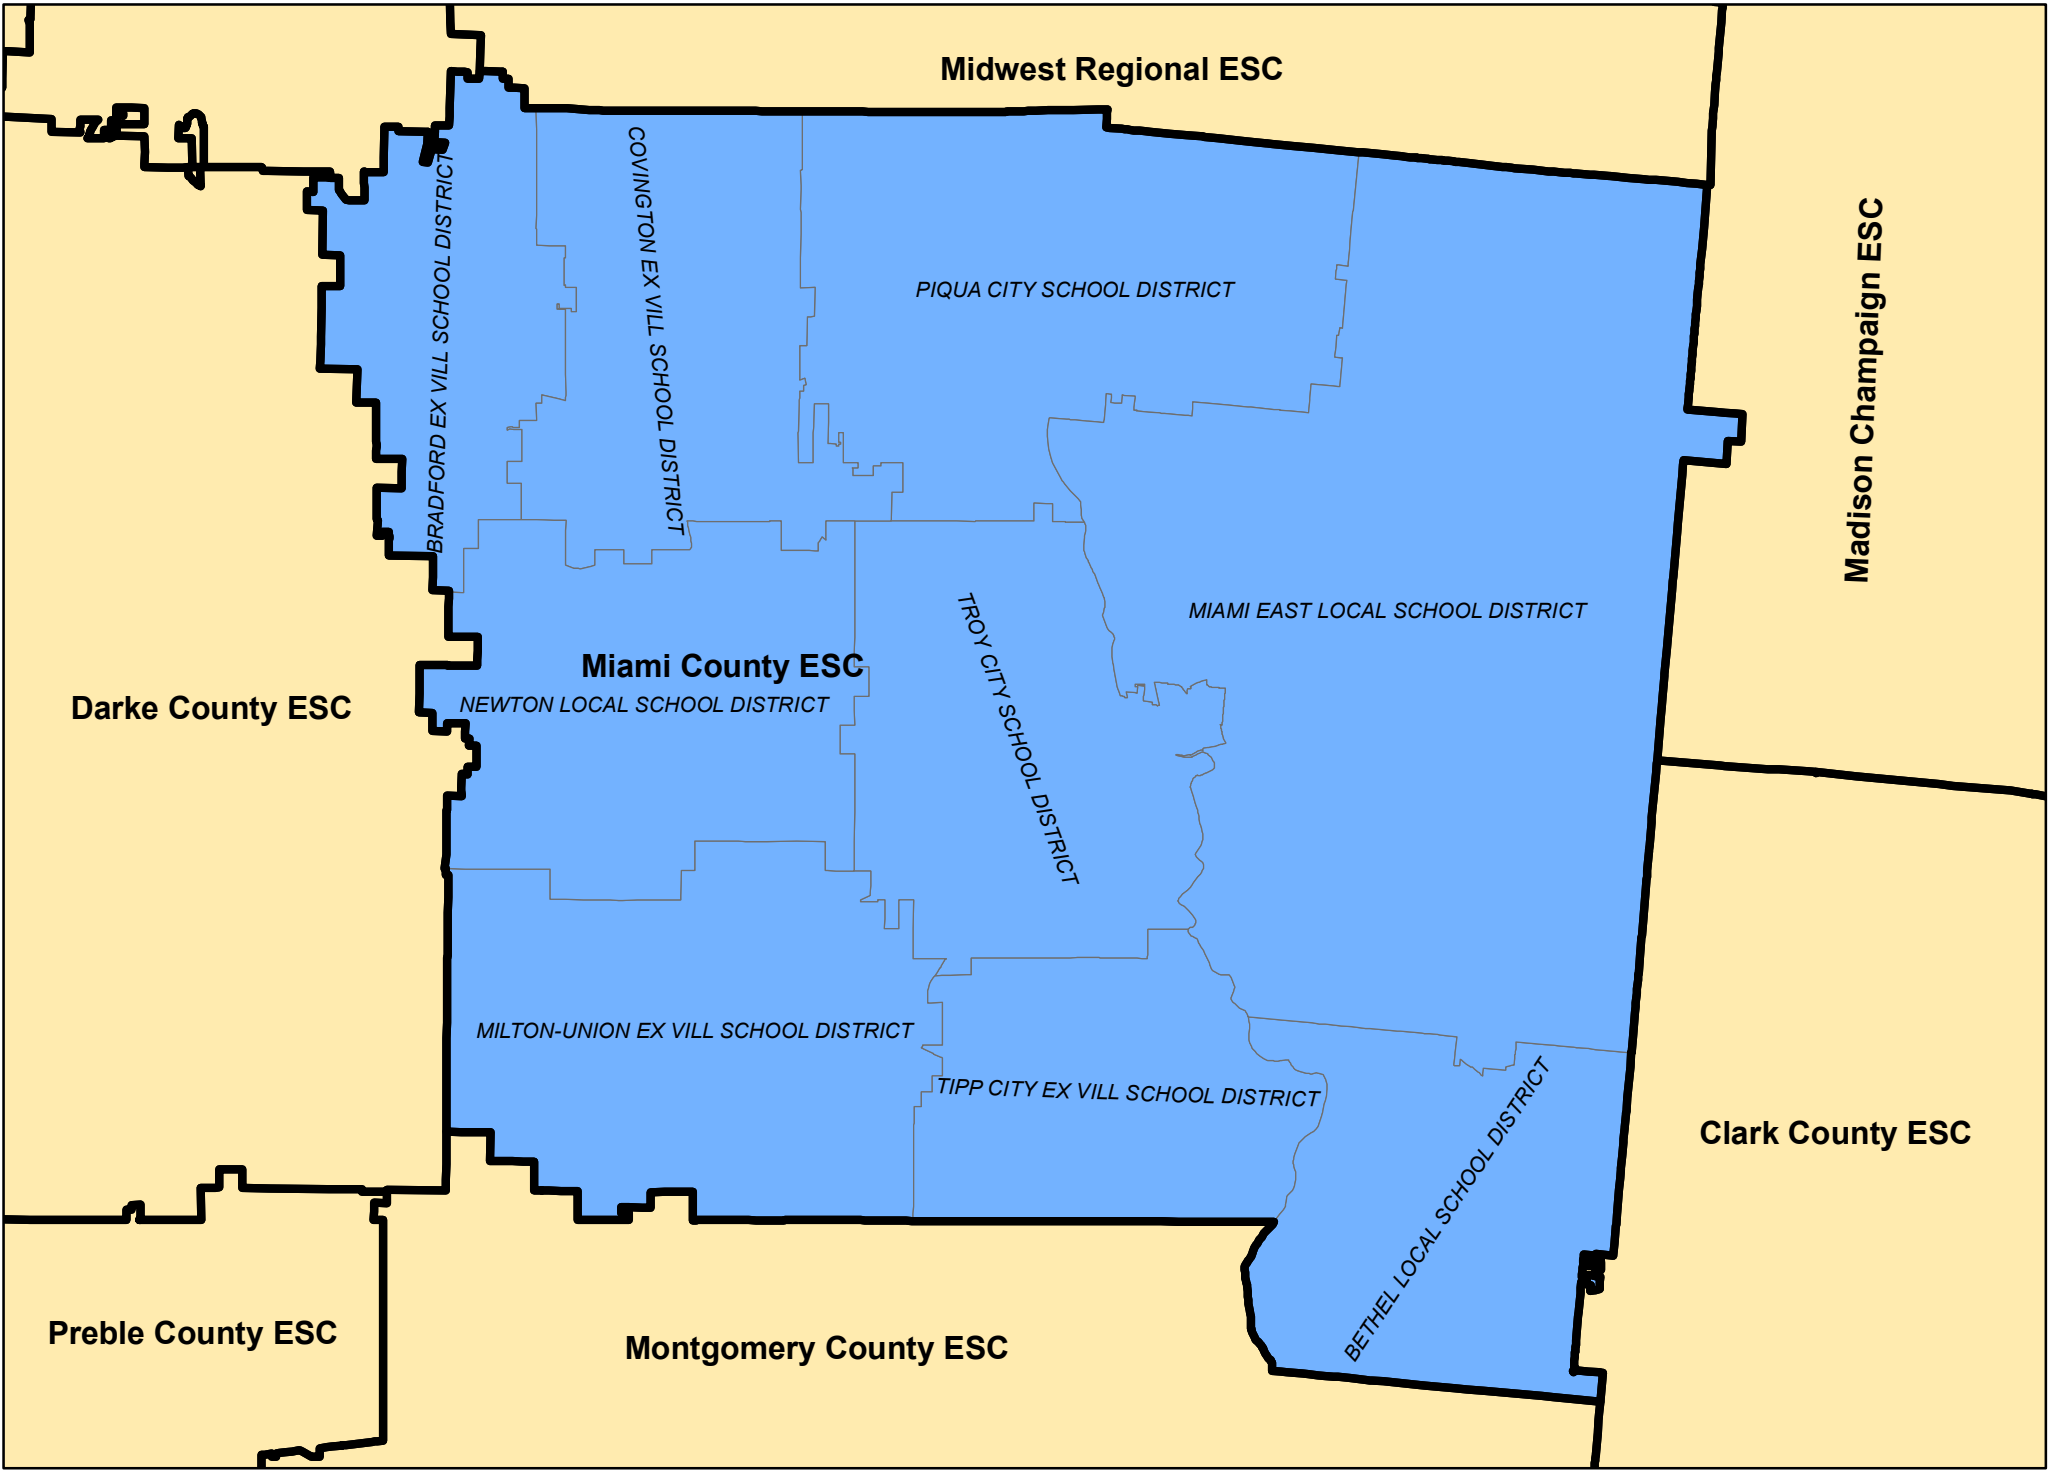 Midwest Regional ESC
BRADFORD EX VILL SCHOOL DISTRICT
COVINGTON EX VILL SCHOOL DISTRICT
PIQUA CITY SCHOOL DISTRICT
Madison Champaign ESC
MIAMI EAST LOCAL SCHOOL DISTRICT
Miami County ESC
NEWTON LOCAL SCHOOL DISTRICT
TROY CITY SCHOOL DISTRICT
Darke County ESC
MILTON-UNION EX VILL SCHOOL DISTRICT
TIPP CITY EX VILL SCHOOL DISTRICT
BETHEL LOCAL SCHOOL DISTRICT
Clark County ESC
Preble County ESC
Montgomery County ESC